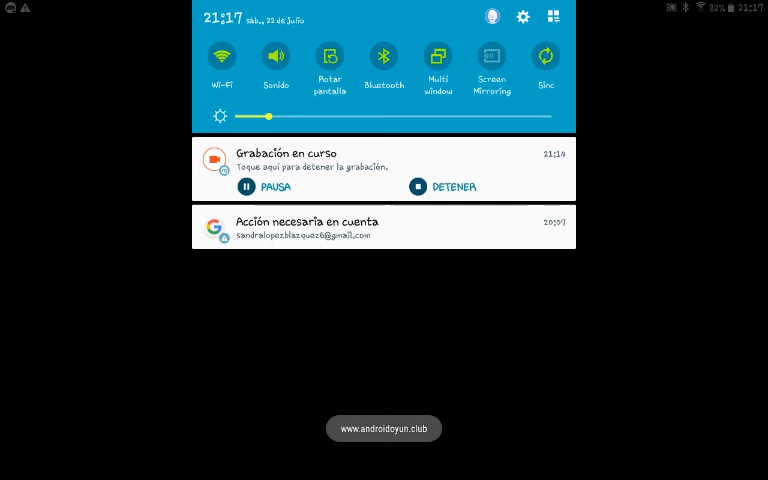 21:17 sáb., 22 de julio
82% 21:17
Wi-Fi
Sonido
Rotar pantalla
Bluetooth
Multi window
Screen Mirroring
Sinc
Grabación en curso 21:14
Toque aquí para detener la grabación.
PAUSA DETENER
Acción necesaria en cuenta 20:07
sandralopezblazquez6@gmail.com
www.androidoyun.club